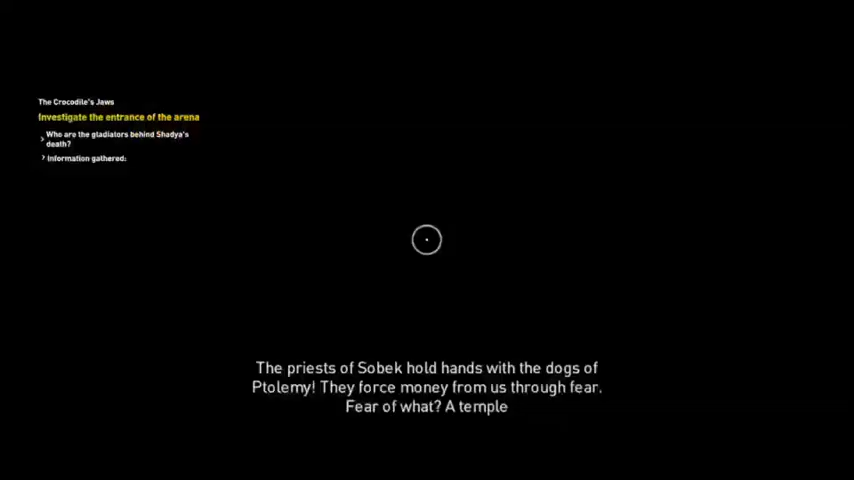 The Crocodile's Jaws
Investigate the entrance of the arena
Who are the gladiators behind Shadya's
death?
Information gathered:
The priests of Sobek hold hands with the dogs of
Ptolemy! They force money from us through fear.
Fear of what? A temple